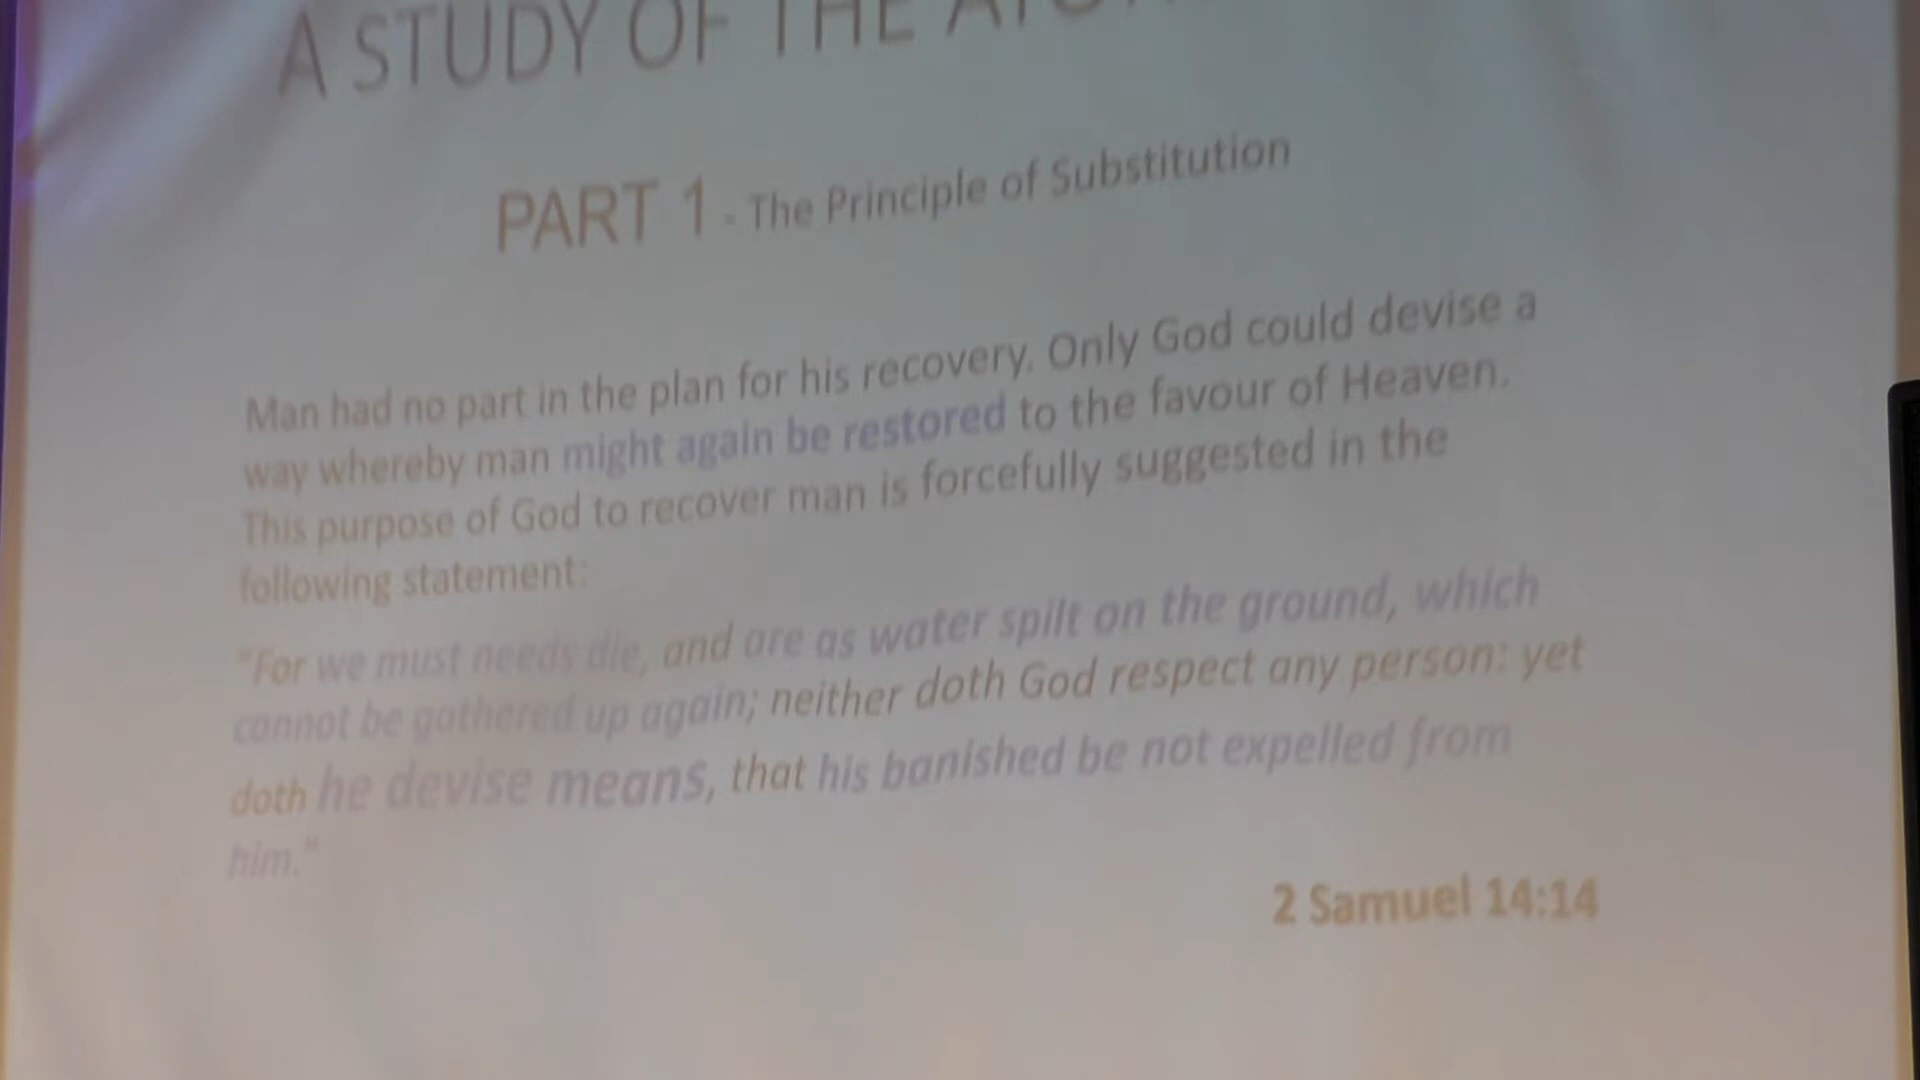 A STUDY OF THE
PART 1 - The Principle of Substitution
Man had no part in the plan for his recovery. Only God could devise a
way whereby man might again be restored to the favour of Heaven.
This purpose of God to recover man is forcefully suggested in the
following statement:
"For we must needs die, and are as water spilt on the ground, which
cannot be gathered up again; neither doth God respect any person: yet
doth he devise means, that his banished be not expelled from
him."
2 Samuel 14:14